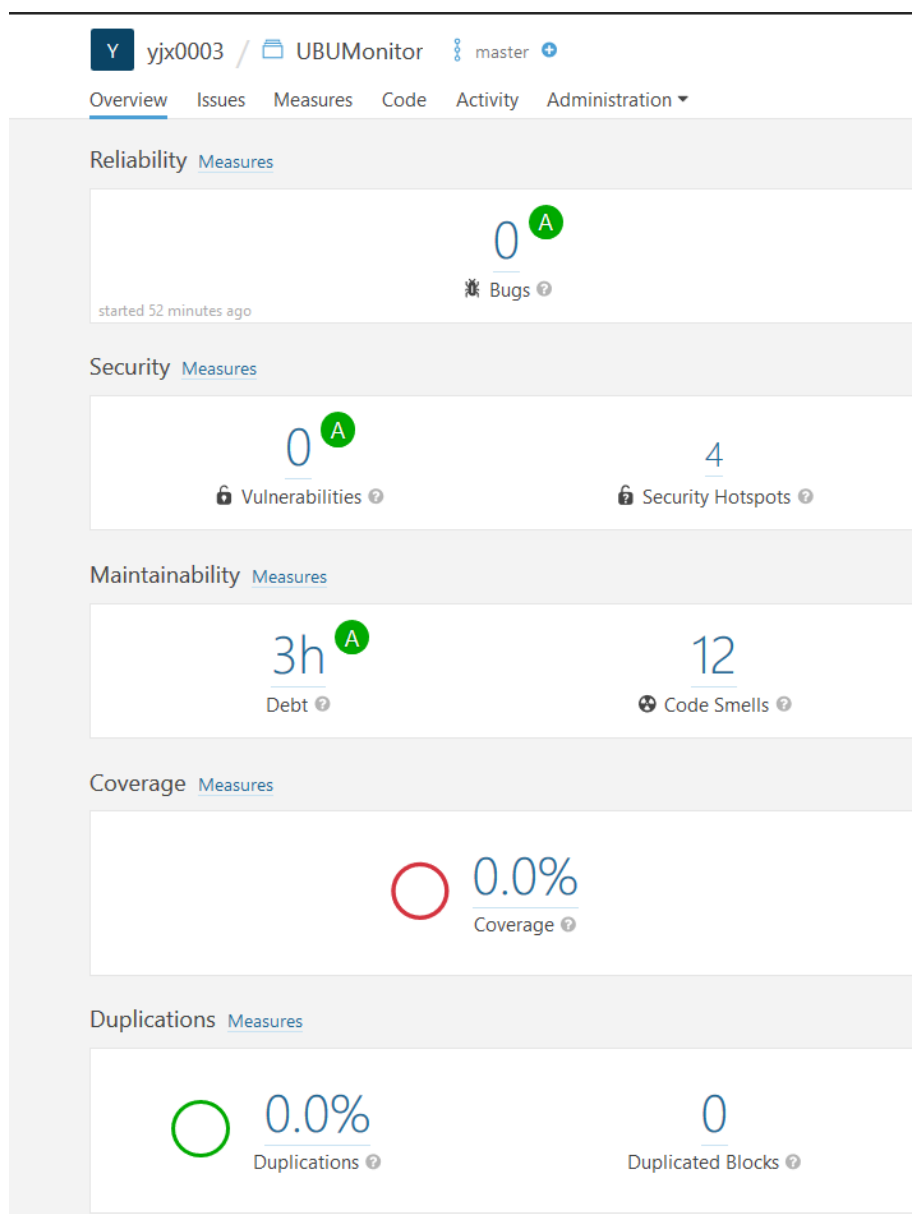 Y yjx0003 / UBUMonitor master
Overview Issues Measures Code Activity Administration
Reliability Measures
0 A
Bugs ?
started 52 minutes ago
Security Measures
0 A 4
Vulnerabilities ? Security Hotspots ?
Maintainability Measures
3h A 12
Debt ? Code Smells ?
Coverage Measures
0.0%
Coverage ?
Duplications Measures
0.0% 0
Duplications ? Duplicated Blocks ?